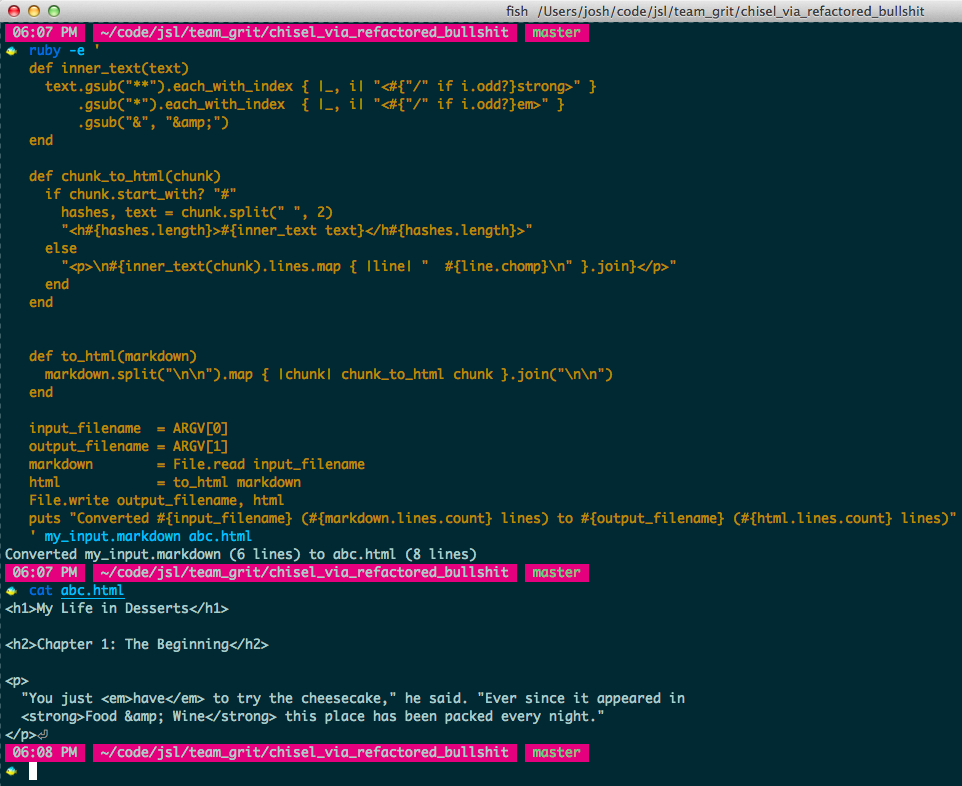 fish  /Users/josh/code/jsl/team_grit/chisel_via_refactored_bullshit
06:07 PM  ~/code/jsl/team_grit/chisel_via_refactored_bullshit  master
ruby -e '
   def inner_text(text)
     text.gsub("**").each_with_index { |_, i| "<#{"/" if i.odd?}strong>" }
         .gsub("*").each_with_index  { |_, i| "<#{"/" if i.odd?}em>" }
         .gsub("&", "&amp;")
   end

   def chunk_to_html(chunk)
     if chunk.start_with? "#"
       hashes, text = chunk.split(" ", 2)
       "<h#{hashes.length}>#{inner_text text}</h#{hashes.length}>"
     else
       "<p>\n#{inner_text(chunk).lines.map { |line| "  #{line.chomp}\n" }.join}</p>"
     end
   end


   def to_html(markdown)
     markdown.split("\n\n").map { |chunk| chunk_to_html chunk }.join("\n\n")
   end

   input_filename  = ARGV[0]
   output_filename = ARGV[1]
   markdown        = File.read input_filename
   html            = to_html markdown
   File.write output_filename, html
   puts "Converted #{input_filename} (#{markdown.lines.count} lines) to #{output_filename} (#{html.lines.count} lines)"
   ' my_input.markdown abc.html
Converted my_input.markdown (6 lines) to abc.html (8 lines)
06:07 PM  ~/code/jsl/team_grit/chisel_via_refactored_bullshit  master
cat abc.html
<h1>My Life in Desserts</h1>

<h2>Chapter 1: The Beginning</h2>

<p>
  "You just <em>have</em> to try the cheesecake," he said. "Ever since it appeared in
  <strong>Food &amp; Wine</strong> this place has been packed every night."
</p>⏎
06:08 PM  ~/code/jsl/team_grit/chisel_via_refactored_bullshit  master